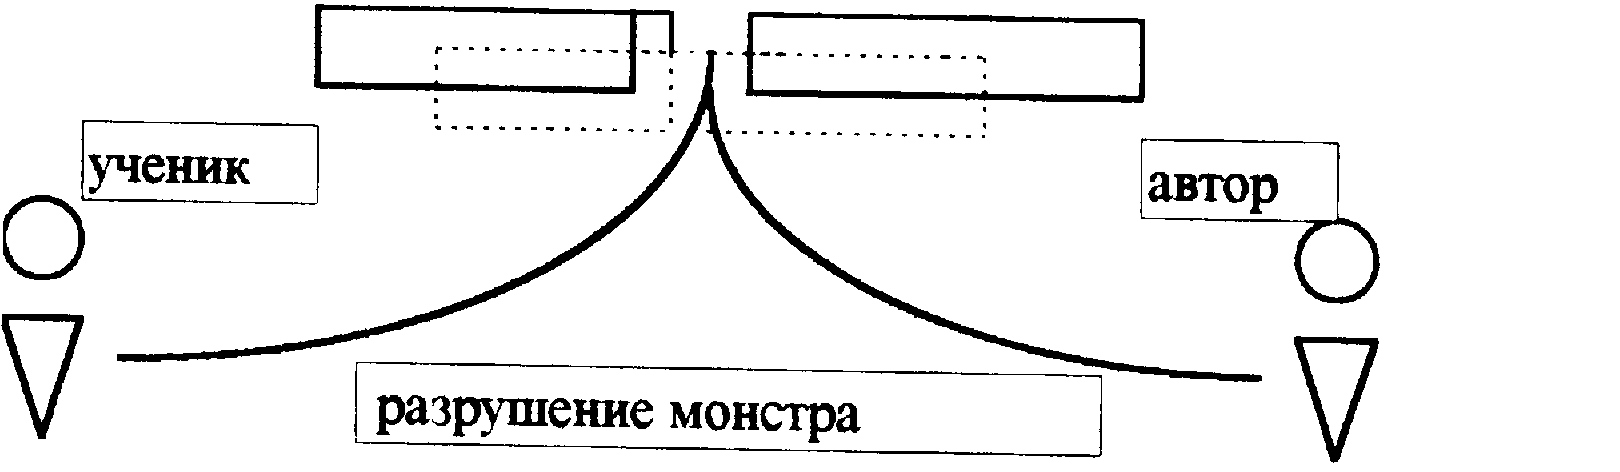 ученик
автор
разрушение монстра